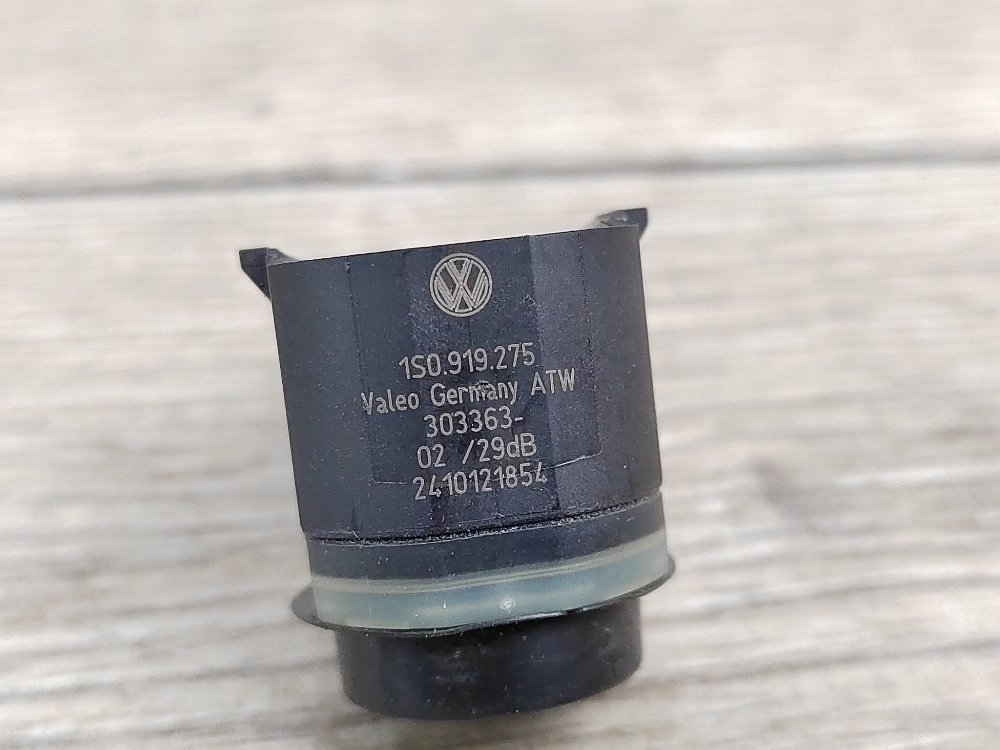 1S0.919.275
Valeo Germany ATW
303363-
02 /29dB
2410121854